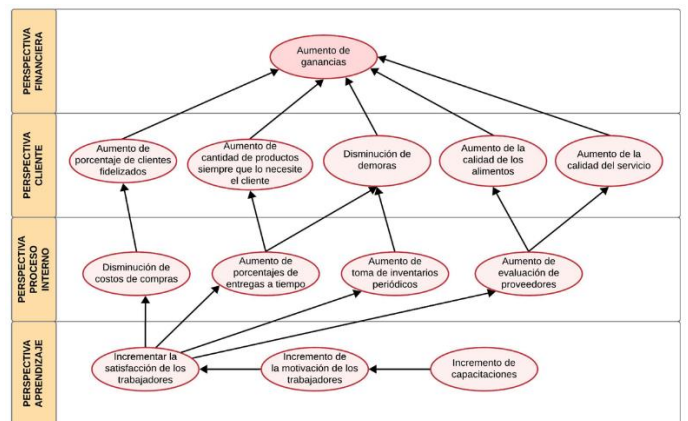 PERSPECTIVA
FINANCIERA
Aumento de
ganancias
PERSPECTIVA
CLIENTE
Aumento de
porcentaje de clientes
fidelizados
Aumento de
cantidad de productos
siempre que lo necesite
el cliente
Disminución de
demoras
Aumento de la
calidad de los
alimentos
Aumento de la
calidad del servicio
PERSPECTIVA
PROCESO
INTERNO
Disminución de
costos de compras
Aumento de
porcentajes de
entregas a tiempo
Aumento de
toma de inventarios
periódicos
Aumento de
evaluación de
proveedores
PERSPECTIVA
APRENDIZAJE
Incrementar la
satisfacción de los
trabajadores
Incremento de
la motivación de los
trabajadores
Incremento de
capacitaciones